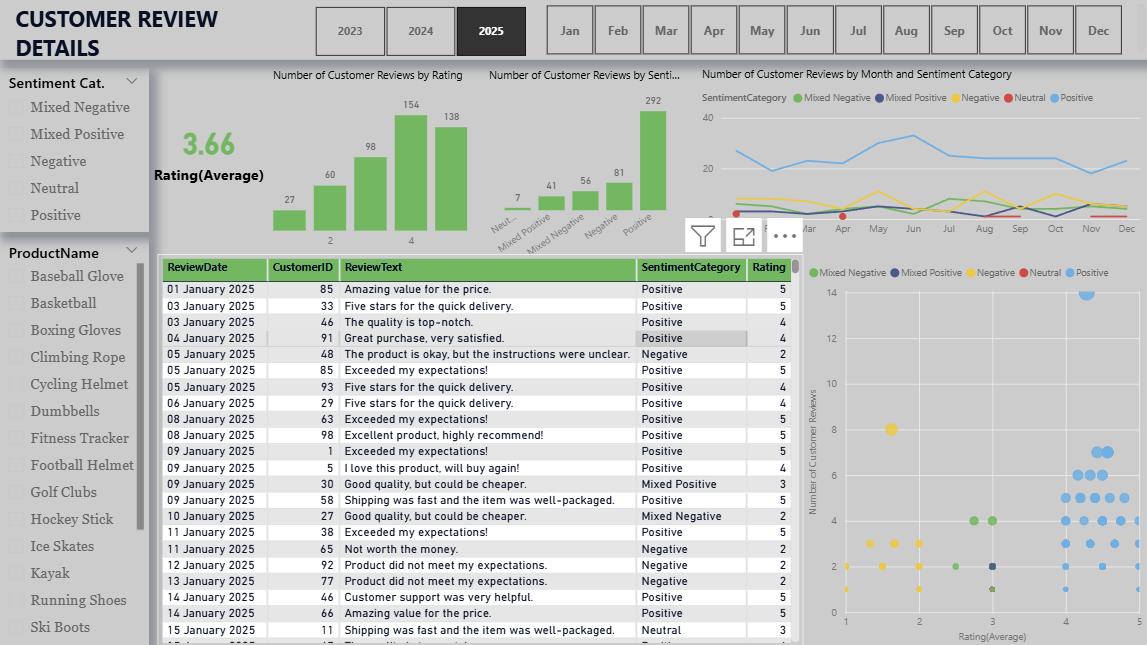 CUSTOMER REVIEW
DETAILS
2023 2024 2025
Jan Feb Mar Apr May Jun Jul Aug Sep Oct Nov Dec
Sentiment Cat.
Mixed Negative
Mixed Positive
Negative
Neutral
Positive
ProductName
Baseball Glove
Basketball
Boxing Gloves
Climbing Rope
Cycling Helmet
Dumbbells
Fitness Tracker
Football Helmet
Golf Clubs
Hockey Stick
Ice Skates
Kayak
Running Shoes
Ski Boots
3.66
Rating(Average)
Number of Customer Reviews by Rating
27 60 98 154 138
2 4
Number of Customer Reviews by Senti...
7 41 56 81 292
Neut... Mixed Positive Mixed Negative Negative Positive
Number of Customer Reviews by Month and Sentiment Category
SentimentCategory Mixed Negative Mixed Positive Negative Neutral Positive
40
20
Apr May Jun Jul Aug Sep Oct Nov Dec
ReviewDate CustomerID ReviewText SentimentCategory Rating
01 January 2025 85 Amazing value for the price. Positive 5
03 January 2025 33 Five stars for the quick delivery. Positive 5
03 January 2025 46 The quality is top-notch. Positive 4
04 January 2025 91 Great purchase, very satisfied. Positive 4
05 January 2025 48 The product is okay, but the instructions were unclear. Negative 2
05 January 2025 85 Exceeded my expectations! Positive 5
05 January 2025 93 Five stars for the quick delivery. Positive 4
06 January 2025 29 Five stars for the quick delivery. Positive 4
08 January 2025 63 Exceeded my expectations! Positive 5
08 January 2025 98 Excellent product, highly recommend! Positive 5
09 January 2025 1 Exceeded my expectations! Positive 5
09 January 2025 5 I love this product, will buy again! Positive 4
09 January 2025 30 Good quality, but could be cheaper. Mixed Positive 3
09 January 2025 58 Shipping was fast and the item was well-packaged. Positive 5
10 January 2025 27 Good quality, but could be cheaper. Mixed Negative 2
11 January 2025 38 Exceeded my expectations! Positive 5
11 January 2025 65 Not worth the money. Negative 2
12 January 2025 92 Product did not meet my expectations. Negative 2
13 January 2025 77 Product did not meet my expectations. Negative 2
14 January 2025 46 Customer support was very helpful. Positive 5
14 January 2025 66 Amazing value for the price. Positive 5
15 January 2025 11 Shipping was fast and the item was well-packaged. Neutral 3
Mixed Negative Mixed Positive Negative Neutral Positive
Number of Customer Reviews
14
12
10
8
6
4
2
0
1 2 3 4 5
Rating(Average)